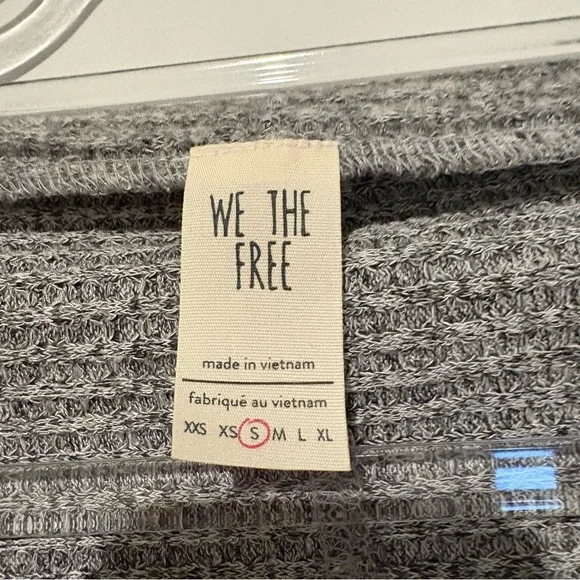 WE THE
FREE
made in vietnam
fabriqué au vietnam
XXS XS S M L XL